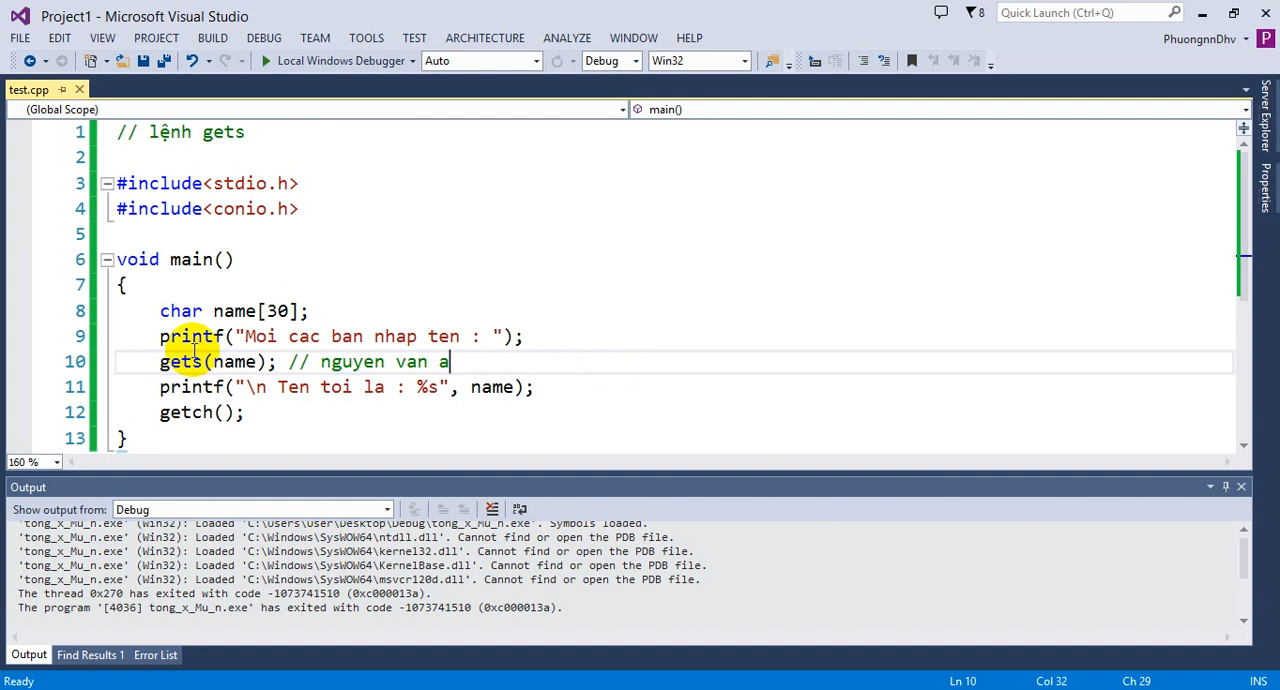 Project1 - Microsoft Visual Studio
8
Quick Launch (Ctrl+Q)
FILE EDIT VIEW PROJECT BUILD DEBUG TEAM TOOLS TEST ARCHITECTURE ANALYZE WINDOW HELP
PhuongnnDhv
P
Local Windows Debugger Auto Debug Win32
test.cpp
(Global Scope) main()
1 // lệnh gets
2
3 #include<stdio.h>
4 #include<conio.h>
5
6 void main()
7 {
8 char name[30];
9 printf("Moi cac ban nhap ten : ");
10 gets(name); // nguyen van a
11 printf("\n Ten toi la : %s", name);
12 getch();
13 }
Server Explorer
Properties
160 %
Output
Show output from: Debug
'tong_x_Mu_n.exe' (Win32): Loaded 'C:\Users\User\Desktop\Debug\tong_x_Mu_n.exe'. Symbols loaded.
'tong_x_Mu_n.exe' (Win32): Loaded 'C:\Windows\SysWOW64\ntdll.dll'. Cannot find or open the PDB file.
'tong_x_Mu_n.exe' (Win32): Loaded 'C:\Windows\SysWOW64\kernel32.dll'. Cannot find or open the PDB file.
'tong_x_Mu_n.exe' (Win32): Loaded 'C:\Windows\SysWOW64\KernelBase.dll'. Cannot find or open the PDB file.
'tong_x_Mu_n.exe' (Win32): Loaded 'C:\Windows\SysWOW64\msvcr120d.dll'. Cannot find or open the PDB file.
The thread 0x270 has exited with code -1073741510 (0xc000013a).
The program '[4036] tong_x_Mu_n.exe' has exited with code -1073741510 (0xc000013a).
Output Find Results 1 Error List
Ready Ln 10 Col 32 Ch 29 INS